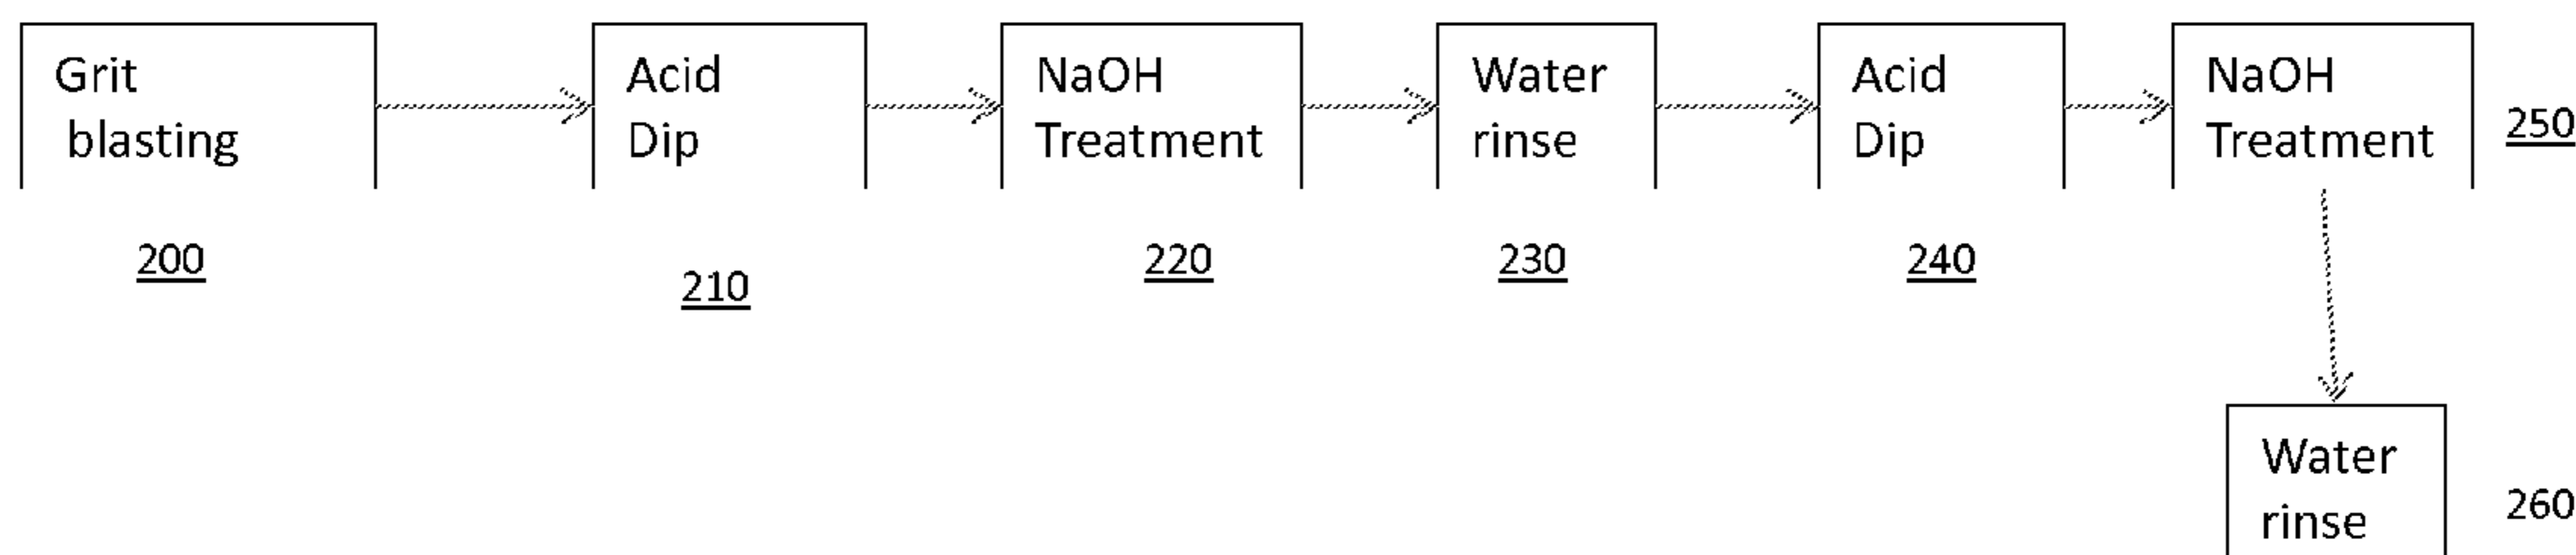 Grit
blasting
200
Acid
Dip
210
NaOH
Treatment
220
Water
rinse
230
Acid
Dip
240
NaOH
Treatment
250
Water
rinse
260